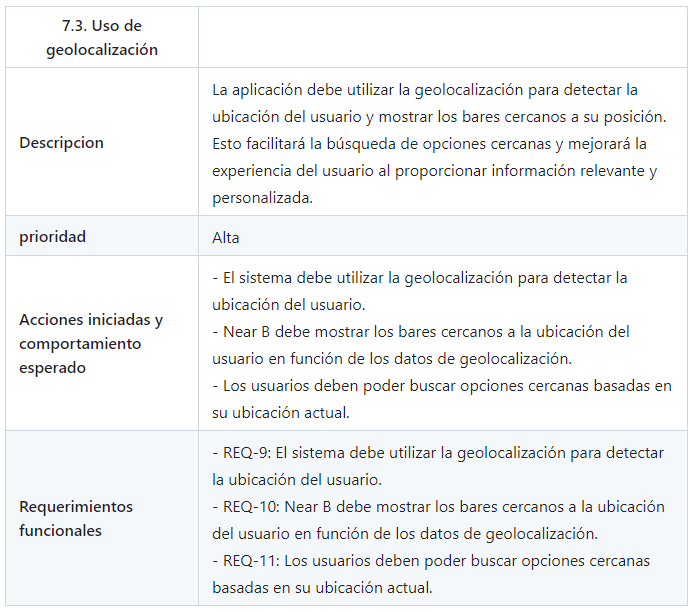 7.3. Uso de
geolocalización
Descripcion
La aplicación debe utilizar la geolocalización para detectar la
ubicación del usuario y mostrar los bares cercanos a su posición.
Esto facilitará la búsqueda de opciones cercanas y mejorará la
experiencia del usuario al proporcionar información relevante y
personalizada.
prioridad
Alta
Acciones iniciadas y
comportamiento
esperado
- El sistema debe utilizar la geolocalización para detectar la
ubicación del usuario.
- Near B debe mostrar los bares cercanos a la ubicación del
usuario en función de los datos de geolocalización.
- Los usuarios deben poder buscar opciones cercanas basadas en
su ubicación actual.
Requerimientos
funcionales
- REQ-9: El sistema debe utilizar la geolocalización para detectar
la ubicación del usuario.
- REQ-10: Near B debe mostrar los bares cercanos a la ubicación
del usuario en función de los datos de geolocalización.
- REQ-11: Los usuarios deben poder buscar opciones cercanas
basadas en su ubicación actual.